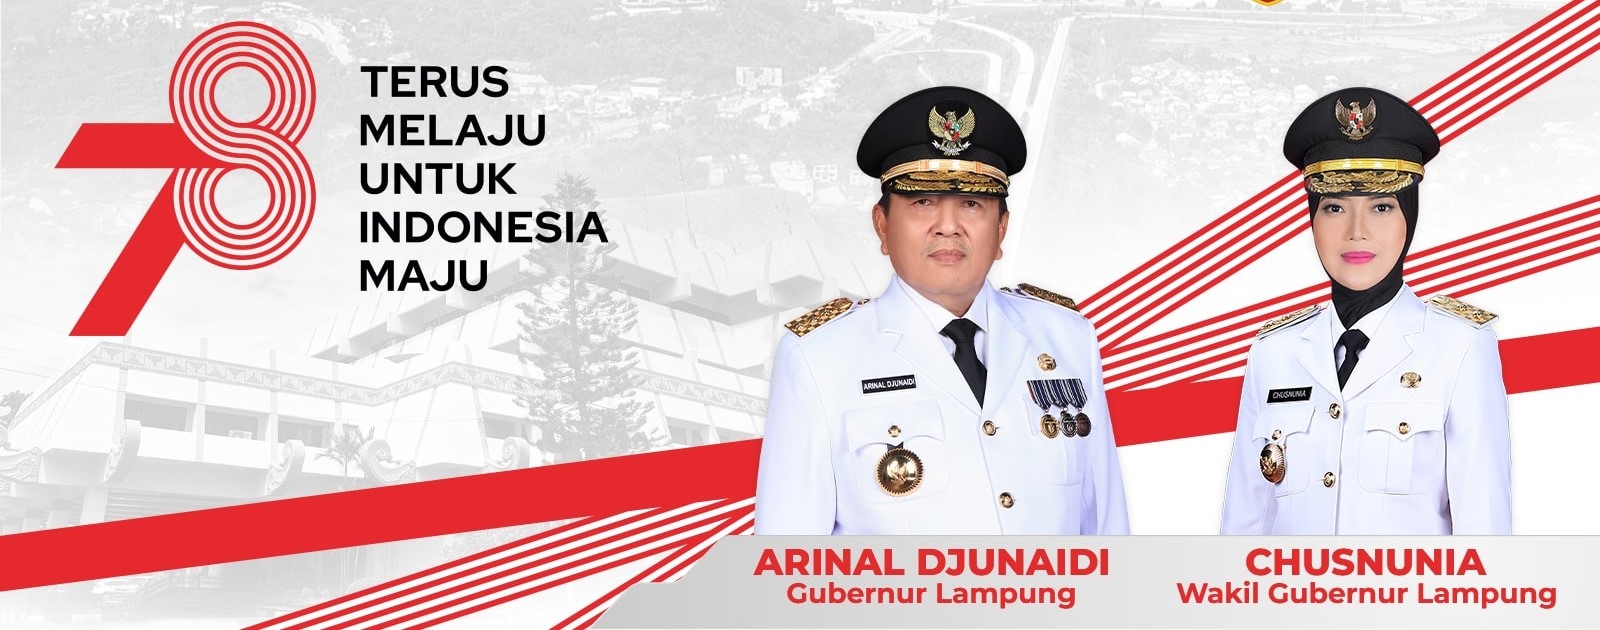 78
TERUS
MELAJU
UNTUK
INDONESIA
MAJU
ARINAL DJUNAIDI
CHUSNUNIA
ARINAL DJUNAIDI
Gubernur Lampung
CHUSNUNIA
Wakil Gubernur Lampung